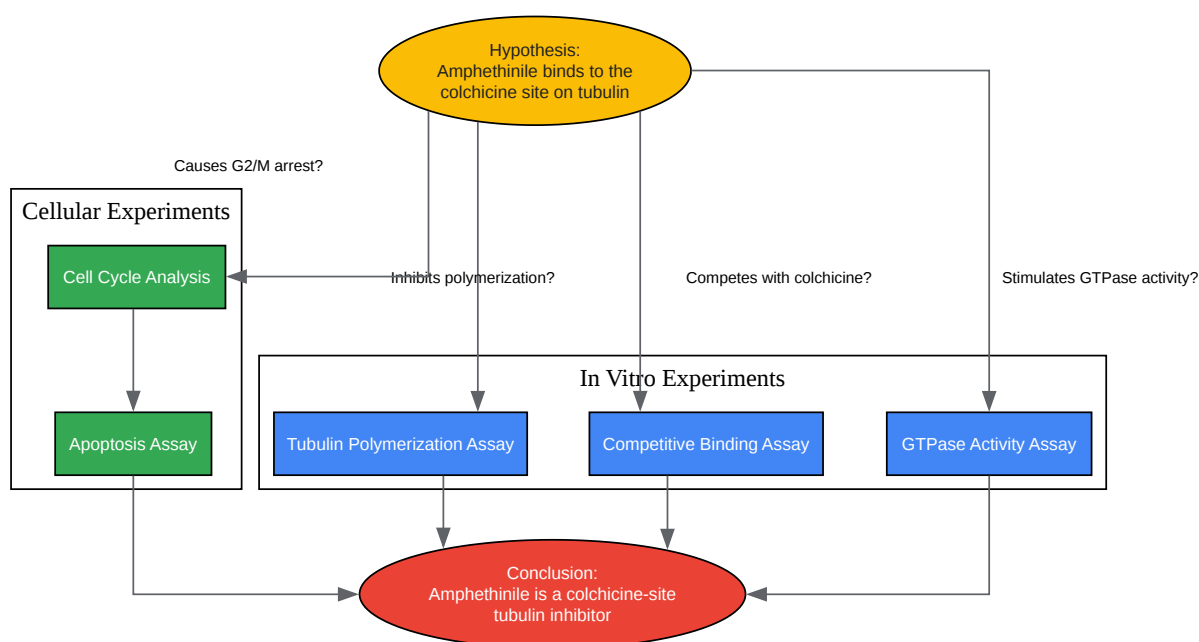 Hypothesis:
Amphethinile binds to the
colchicine site on tubulin
Causes G2/M arrest?
Cellular Experiments
Cell Cycle Analysis
Inhibits polymerization?
Competes with colchicine?
Stimulates GTPase activity?
In Vitro Experiments
Apoptosis Assay
Tubulin Polymerization Assay
Competitive Binding Assay
GTPase Activity Assay
Conclusion:
Amphethinile is a colchicine-site
tubulin inhibitor